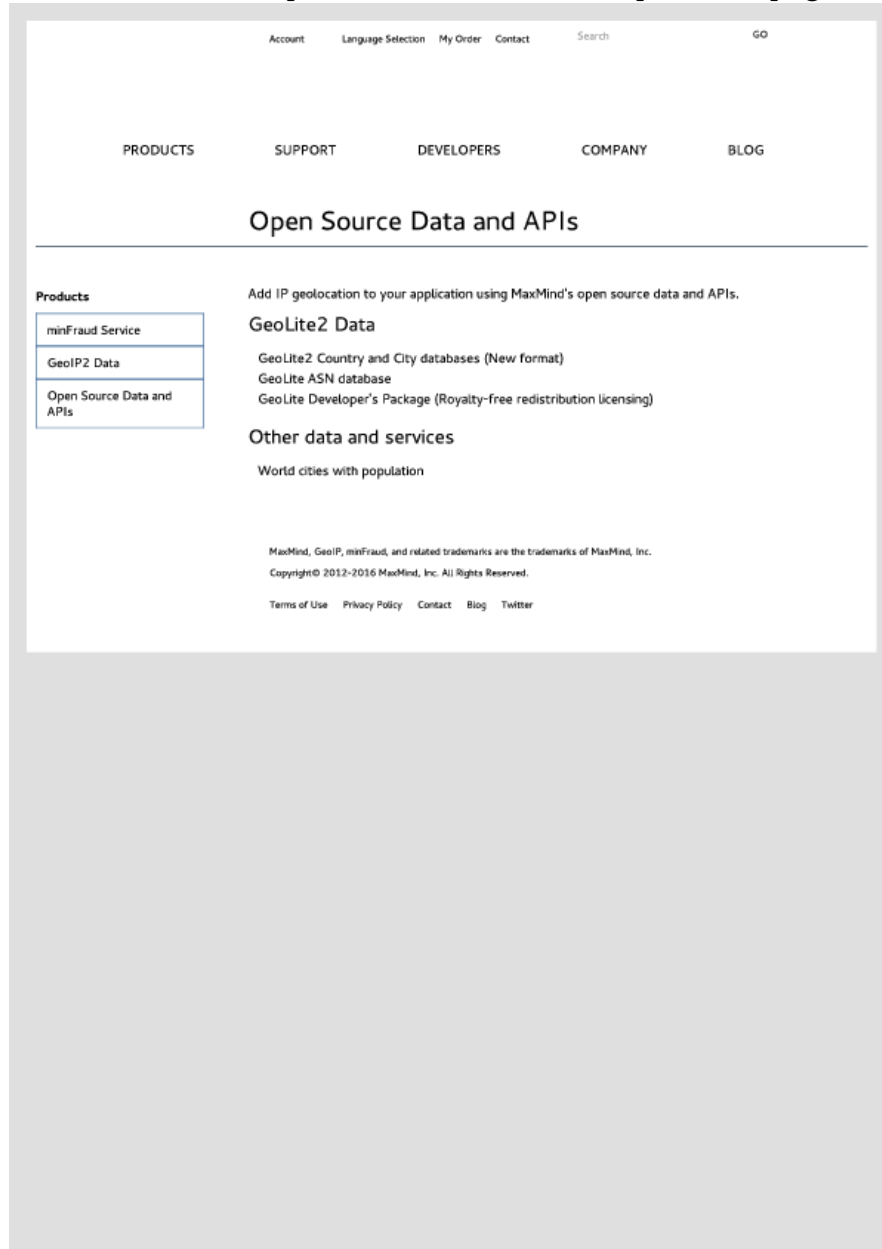 Account Language Selection My Order Contact Search GO
PRODUCTS SUPPORT DEVELOPERS COMPANY BLOG
Open Source Data and APIs
Products
minFraud Service
GeoIP2 Data
Open Source Data and
APIs
Add IP geolocation to your application using MaxMind's open source data and APIs.
GeoLite2 Data
GeoLite2 Country and City databases (New format)
GeoLite ASN database
GeoLite Developer's Package (Royalty-free redistribution licensing)
Other data and services
World cities with population
MaxMind, GeoIP, minFraud, and related trademarks are the trademarks of MaxMind, Inc.
Copyright© 2012-2016 MaxMind, Inc. All Rights Reserved.
Terms of Use Privacy Policy Contact Blog Twitter